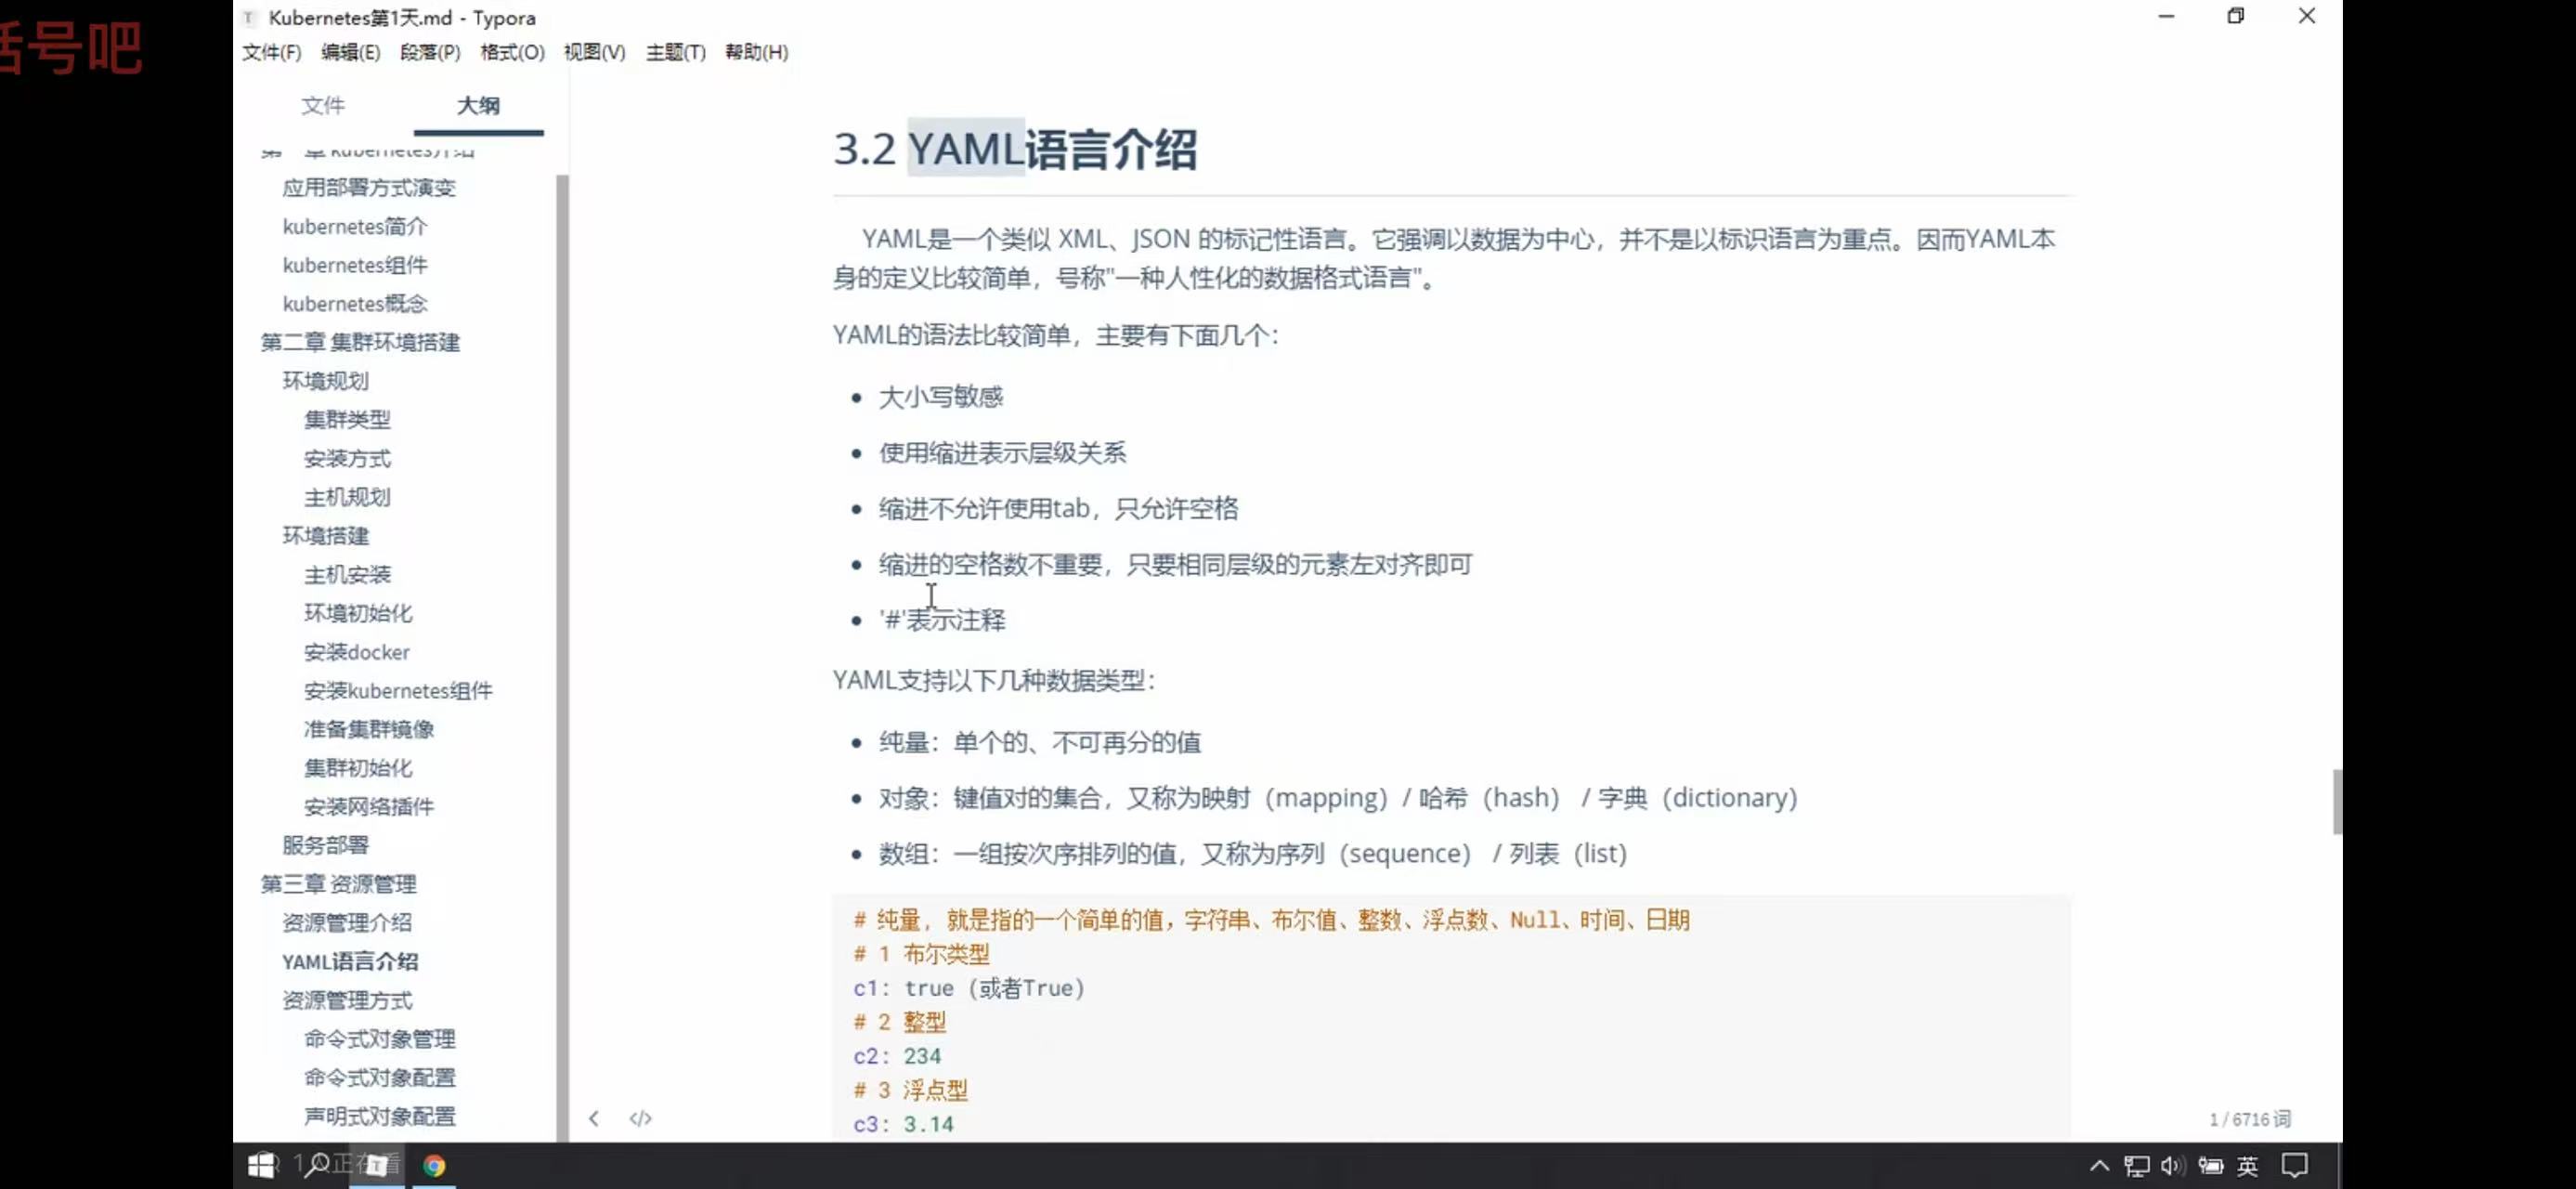 号吧
Kubernetes第1天.md - Typora
文件(F) 编辑(E) 段落(P) 格式(O) 视图(V) 主题(T) 帮助(H)
文件 大纲
应用部署方式演变
kubernetes简介
kubernetes组件
kubernetes概念
第二章 集群环境搭建
环境规划
集群类型
安装方式
主机规划
环境搭建
主机安装
环境初始化
安装docker
安装kubernetes组件
准备集群镜像
集群初始化
安装网络插件
服务部署
第三章 资源管理
资源管理介绍
YAML语言介绍
资源管理方式
命令式对象管理
命令式对象配置
声明式对象配置
3.2 YAML语言介绍
YAML是一个类似 XML、JSON 的标记性语言。它强调以数据为中心，并不是以标识语言为重点。因而YAML本
身的定义比较简单，号称"一种人性化的数据格式语言"。
YAML的语法比较简单，主要有下面几个：
• 大小写敏感
• 使用缩进表示层级关系
• 缩进不允许使用tab，只允许空格
• 缩进的空格数不重要，只要相同层级的元素左对齐即可
• '#'表示注释
YAML支持以下几种数据类型：
• 纯量：单个的、不可再分的值
• 对象：键值对的集合，又称为映射（mapping）/ 哈希（hash） / 字典（dictionary）
• 数组：一组按次序排列的值，又称为序列（sequence） / 列表（list）
# 纯量, 就是指的一个简单的值，字符串、布尔值、整数、浮点数、Null、时间、日期
# 1 布尔类型
c1: true (或者True)
# 2 整型
c2: 234
# 3 浮点型
c3: 3.14
</> 1 / 6716 词
正在看
英